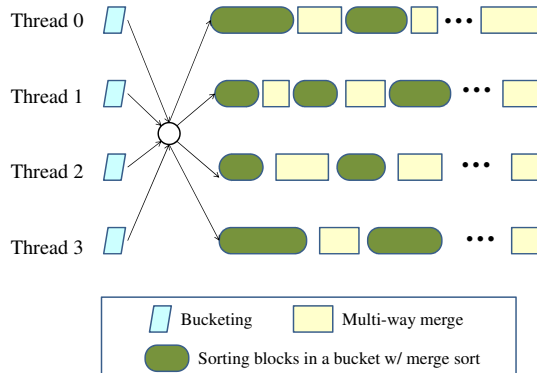 Thread 0
Thread 1
Thread 2
Thread 3
Bucketing
Multi-way merge
Sorting blocks in a bucket w/ merge sort